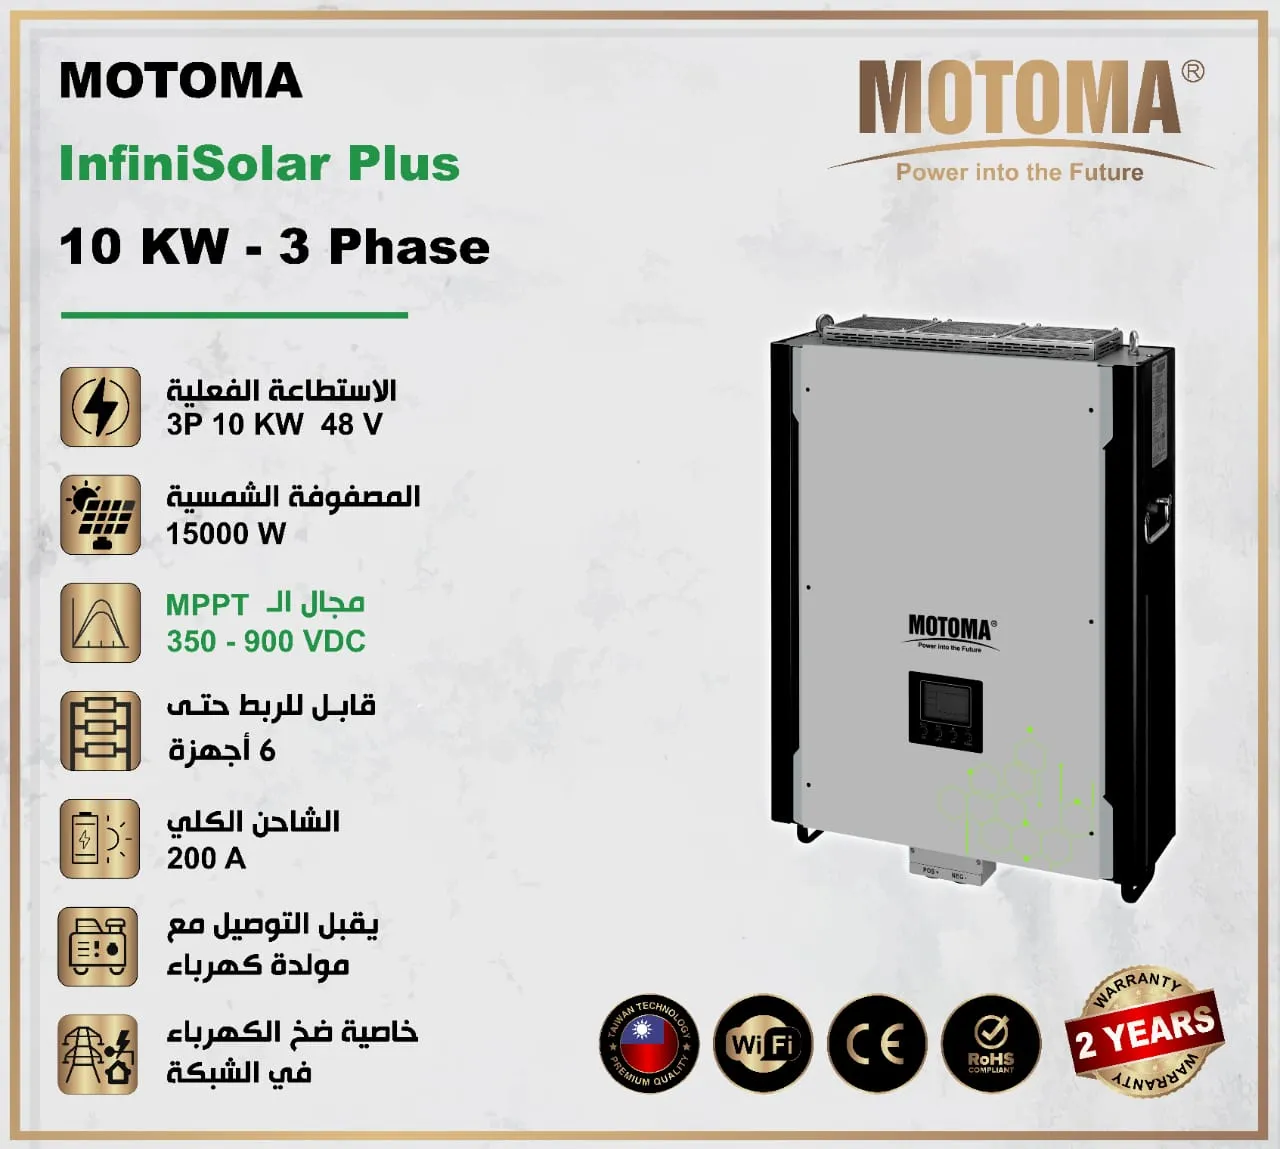 MOTOMA
InfiniSolar Plus
10 KW - 3 Phase
MOTOMA®
Power into the Future
الاستطاعة الفعلية
3P 10 KW 48 V
المصفوفة الشمسية
15000 W
مجال الـ MPPT
350 - 900 VDC
قابل للربط حتى
6 أجهزة
الشاحن الكلي
200 A
يقبل التوصيل مع
مولدة كهرباء
خاصية ضخ الكهرباء
في الشبكة
MOTOMA®
Power into the Future
POS +
NEG -
TAIWAN TECHNOLOGY
PREMIUM QUALITY
WiFi
CE
RoHS
COMPLIANT
WARRANTY
2 YEARS
WARRANTY